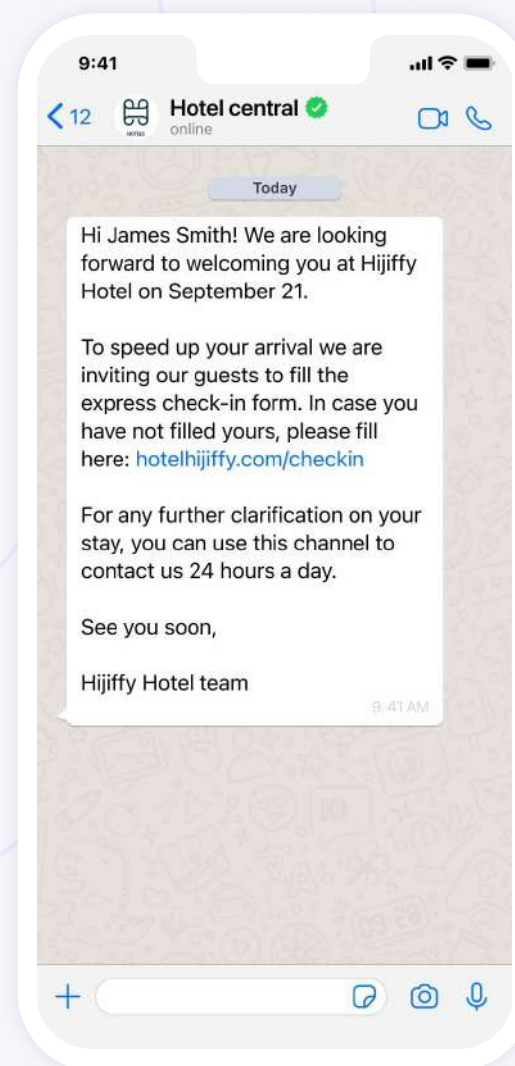 9:41
12
Hotel central
online
Today
Hi James Smith! We are looking
forward to welcoming you at Hijiffy
Hotel on September 21.
To speed up your arrival we are
inviting our guests to fill the
express check-in form. In case you
have not filled yours, please fill
here: hotelhijiffy.com/checkin
For any further clarification on your
stay, you can use this channel to
contact us 24 hours a day.
See you soon,
Hijiffy Hotel team
9.41 AM